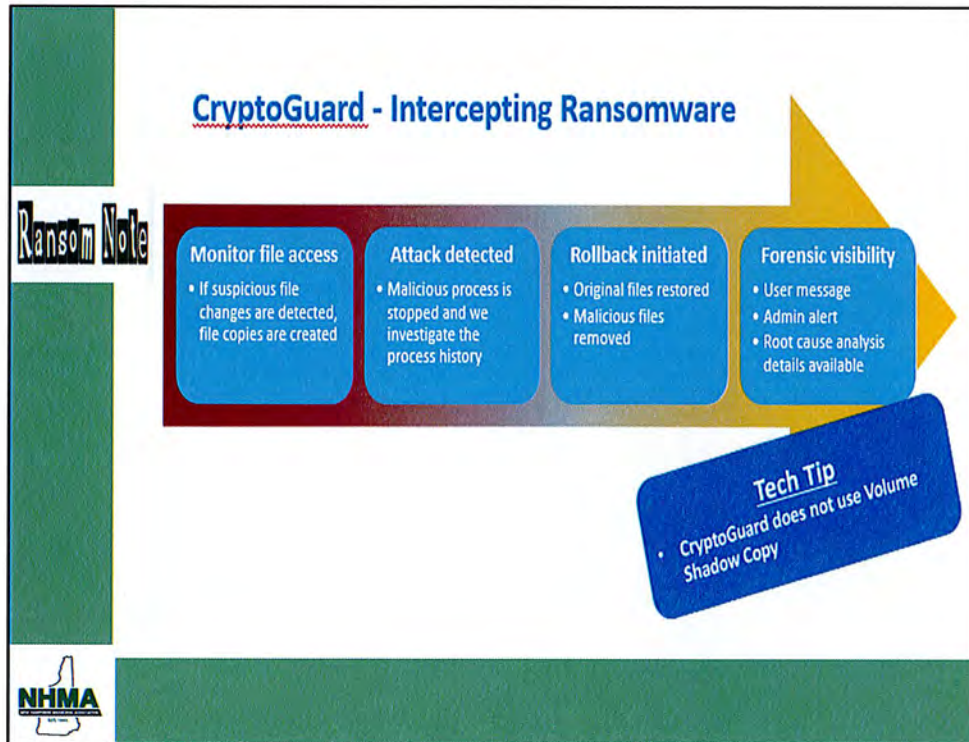 CryptoGuard - Intercepting Ransomware
Ransom Note
Monitor file access
• If suspicious file
changes are detected,
file copies are created
Attack detected
• Malicious process is
stopped and we
investigate the
process history
Rollback initiated
• Original files restored
• Malicious files
removed
Forensic visibility
• User message
• Admin alert
• Root cause analysis
details available
Tech Tip
• CryptoGuard does not use Volume
Shadow Copy
NHMA